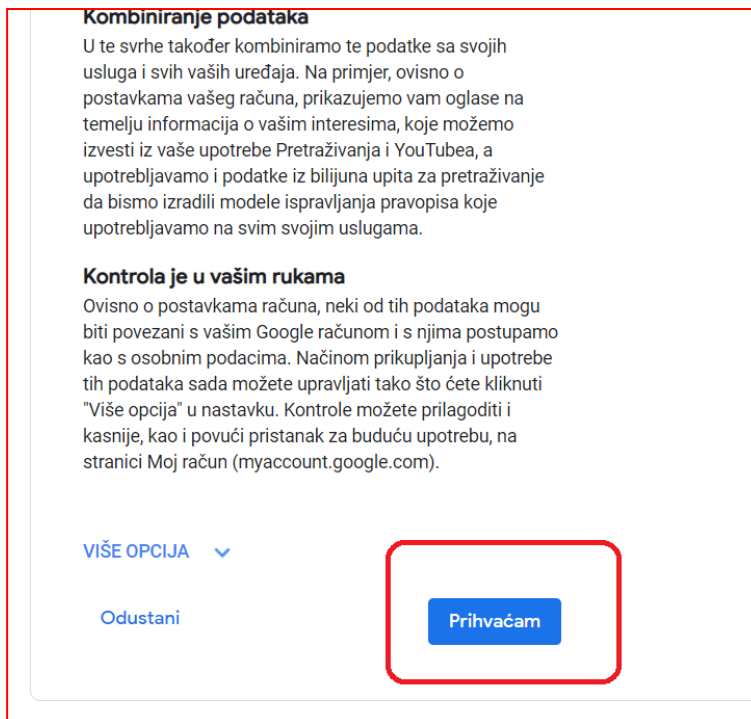 Kombiniranje podataka
U te svrhe također kombiniramo te podatke sa svojih
usluga i svih vaših uređaja. Na primjer, ovisno o
postavkama vašeg računa, prikazujemo vam oglase na
temelju informacija o vašim interesima, koje možemo
izvesti iz vaše upotrebe Pretraživanja i YouTubea, a
upotrebljavamo i podatke iz bilijuna upita za pretraživanje
da bismo izradili modele ispravljanja pravopisa koje
upotrebljavamo na svim svojim uslugama.
Kontrola je u vašim rukama
Ovisno o postavkama računa, neki od tih podataka mogu
biti povezani s vašim Google računom i s njima postupamo
kao s osobnim podacima. Načinom prikupljanja i upotrebe
tih podataka sada možete upravljati tako što ćete kliknuti
"Više opcija" u nastavku. Kontrole možete prilagoditi i
kasnije, kao i povući pristanak za buduću upotrebu, na
stranici Moj račun (myaccount.google.com).
VIŠE OPCIJA
Odustani
Prihvaćam